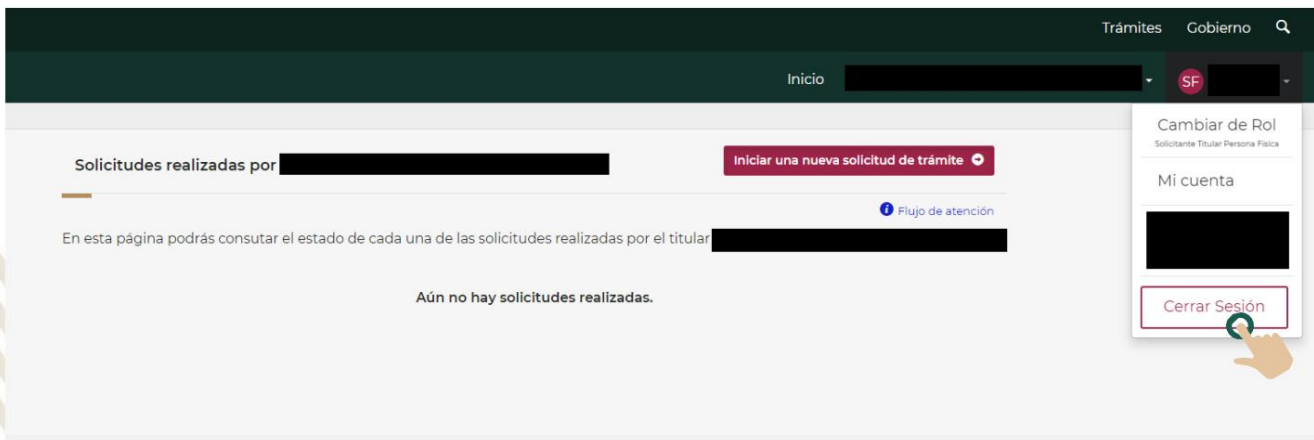 Trámites Gobierno
Inicio SF
Cambiar de Rol
Solicitante Titular Persona Física
Mi cuenta
Cerrar Sesión
Solicitudes realizadas por
Iniciar una nueva solicitud de trámite
Flujo de atención
En esta página podrás consutar el estado de cada una de las solicitudes realizadas por el titular
Aún no hay solicitudes realizadas.